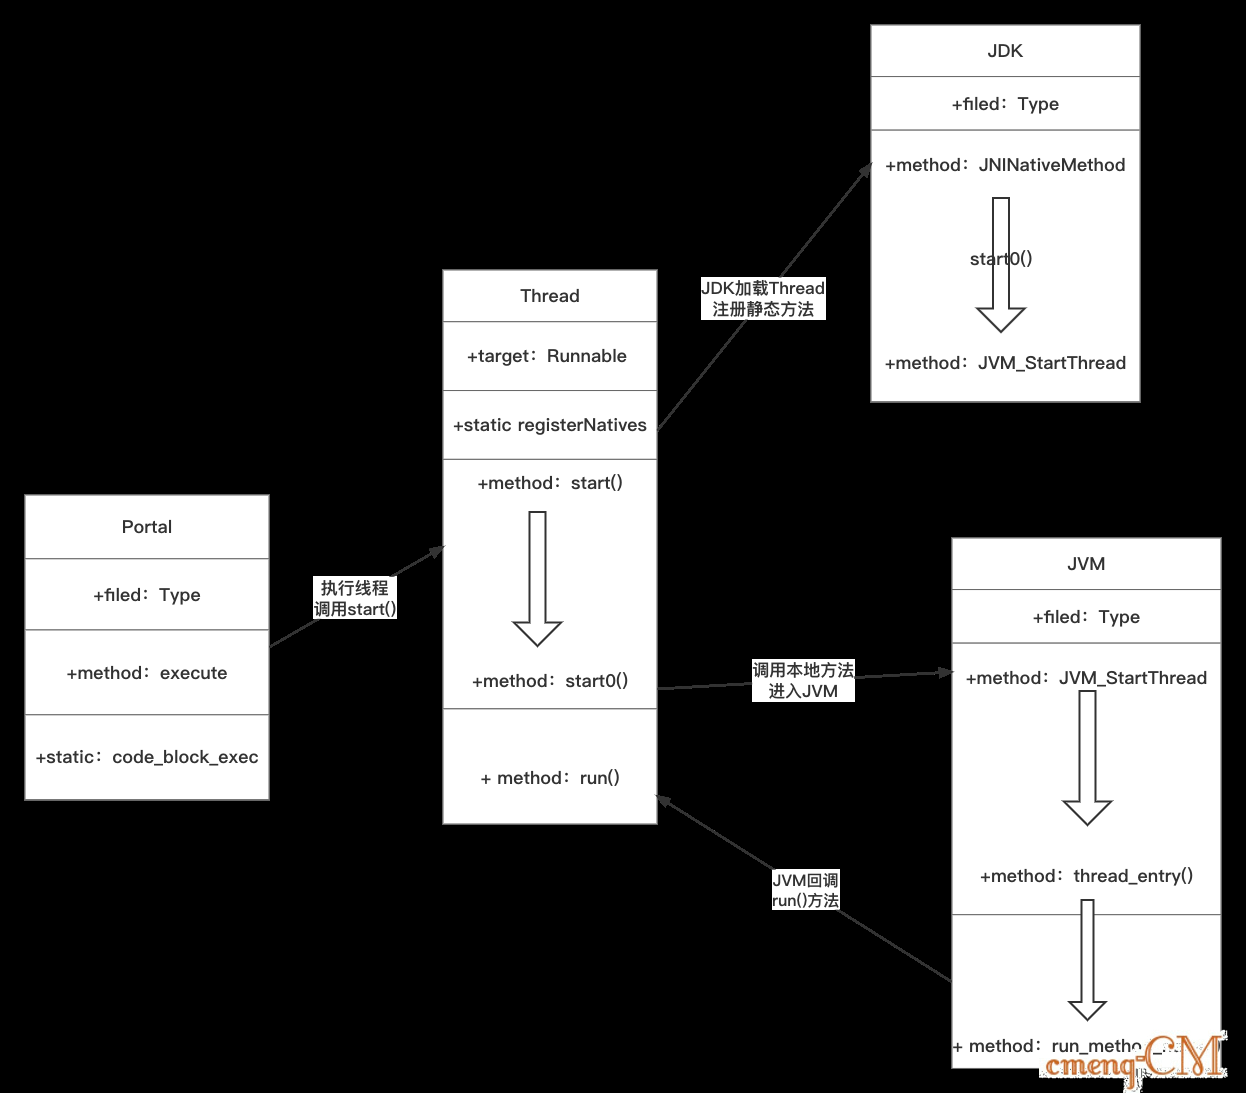 JDK
+filed：Type
+method：JNINativeMethod
start0()
+method：JVM_StartThread
JDK加载Thread
注册静态方法
Thread
+target：Runnable
+static registerNatives
+method：start()
+method：start0()
+ method：run()
Portal
+filed：Type
+method：execute
+static：code_block_exec
执行线程
调用start()
JVM
+filed：Type
+method：JVM_StartThread
+method：thread_entry()
+ method：
调用本地方法
进入JVM
JVM回调
run()方法
cmenq-CM